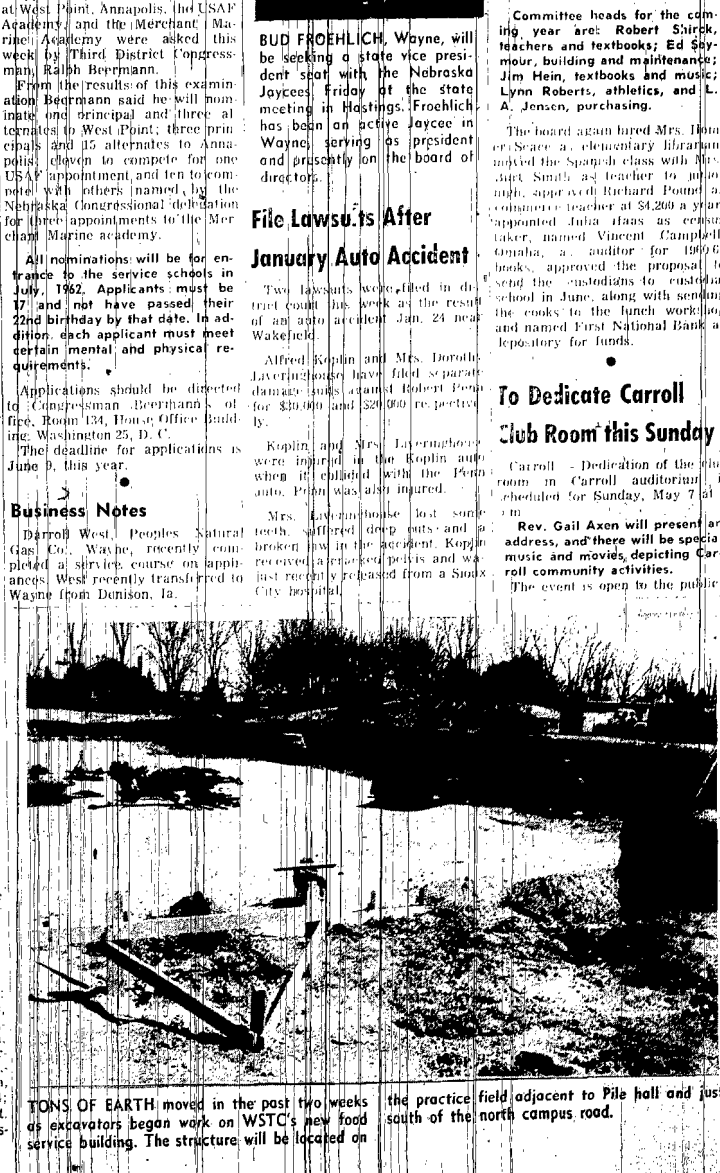 at West Point, Annapolis, the USAF
Academy, and the Merchant Ma-
rine Academy were asked this
week by Third District Congress-
man, Ralph Beermann.
From the results of this examin-
ation Beermann said he will nom-
inate one principal and three al-
ternates to West Point; three prin
cipals and 15 alternates to Anna-
polis; eleven to compete for one
USAF appointment, and ten to com-
pete with others named by the
Nebraska Congressional delegation
for three appointments to the Mer
chant Marine academy.
All nominations will be for en-
trance to the service schools in
July, 1962. Applicants must be
17 and not have passed their
22nd birthday by that date. In ad-
dition each applicant must meet
certain mental and physical re-
quirements.
Applications should be directed
to Congressman Beermann's of
fice, Room 134, House Office Build-
ing, Washington 25, D. C.
The deadline for applications is
June 9, this year.
Business Notes
Darroll West, Peoples Natural
Gas Co., Wayne, recently com-
pleted a service course on appli-
ances. West recently transferred to
Wayne from Denison, Ia.
BUD FROEHLICH, Wayne, will
be seeking a state vice presi-
dent seat with the Nebraska
Jaycees Friday at the state
meeting in Hastings. Froehlich
has been an active Jaycee in
Wayne, serving as president
and presently on the board of
directors.
File Lawsuits After
January Auto Accident
Two lawsuits were filed in dis-
trict court this week as the result
of an auto accident Jan. 24 near
Wakefield.
Alfred Koplin and Mrs. Dorothy
Liveringhouse have filed separate
damage suits against Robert Penn
for $30,000 and $20,000 respective
ly.
Koplin and Mrs. Liveringhouse
were injured in the Koplin auto
when it collided with the Penn
auto. Penn was also injured.
Mrs. Liveringhouse lost some
teeth, suffered deep cuts and a
broken jaw in the accident. Koplin
received a cracked pelvis and was
just recently released from a Sioux
City hospital.
Committee heads for the com-
ing year are: Robert Shirck,
teachers and textbooks; Ed Sey-
mour, building and maintenance;
Jim Hein, textbooks and music;
Lynn Roberts, athletics, and L.
A. Jensen, purchasing.
The board again hired Mrs. Hom
er Scace as elementary librarian
moved the Spanish class with Mrs.
Smith as teacher to junior
high, approved Richard Pound a
commerce teacher at $4,200 a year
appointed Julia Haas as census
taker, named Vincent Campbell
Omaha, as auditor for 1960-6
books, approved the proposal to
send the custodians to custodia
school in June, along with sending
the cooks to the lunch workshop
and named First National Bank a
depository for funds.
To Dedicate Carroll
Club Room this Sunday
Carroll - Dedication of the club
room in Carroll auditorium i
scheduled for Sunday, May 7 at
p m
Rev. Gail Axen will present an
address, and there will be specia
music and movies, depicting Car-
roll community activities.
The event is open to the public
TONS OF EARTH moved in the past two weeks
as excavators began work on WSTC's new food
service building. The structure will be located on
the practice field adjacent to Pile hall and just
south of the north campus road.